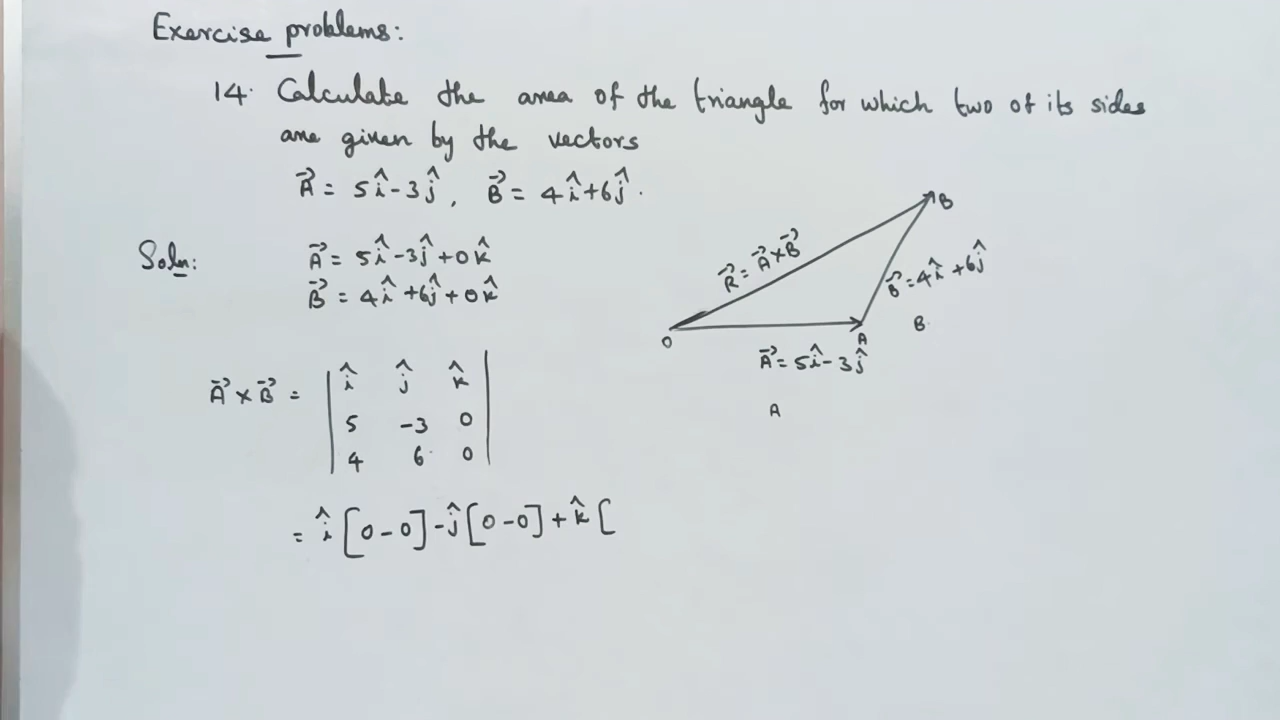 Exercise problems:
14. Calculate the area of the triangle for which two of its sides
are given by the vectors
A⃗ = 5î - 3ĵ, B⃗ = 4î + 6ĵ.
Soln: A⃗ = 5î - 3ĵ + 0k̂
B⃗ = 4î + 6ĵ + 0k̂
A⃗ × B⃗ = | î ĵ k̂ |
| 5 -3 0 |
| 4 6 0 |
= î [0 - 0] - ĵ [0 - 0] + k̂ [
B
R⃗ = A⃗ × B⃗
B⃗ = 4î + 6ĵ
B
O
A
A⃗ = 5î - 3ĵ
A